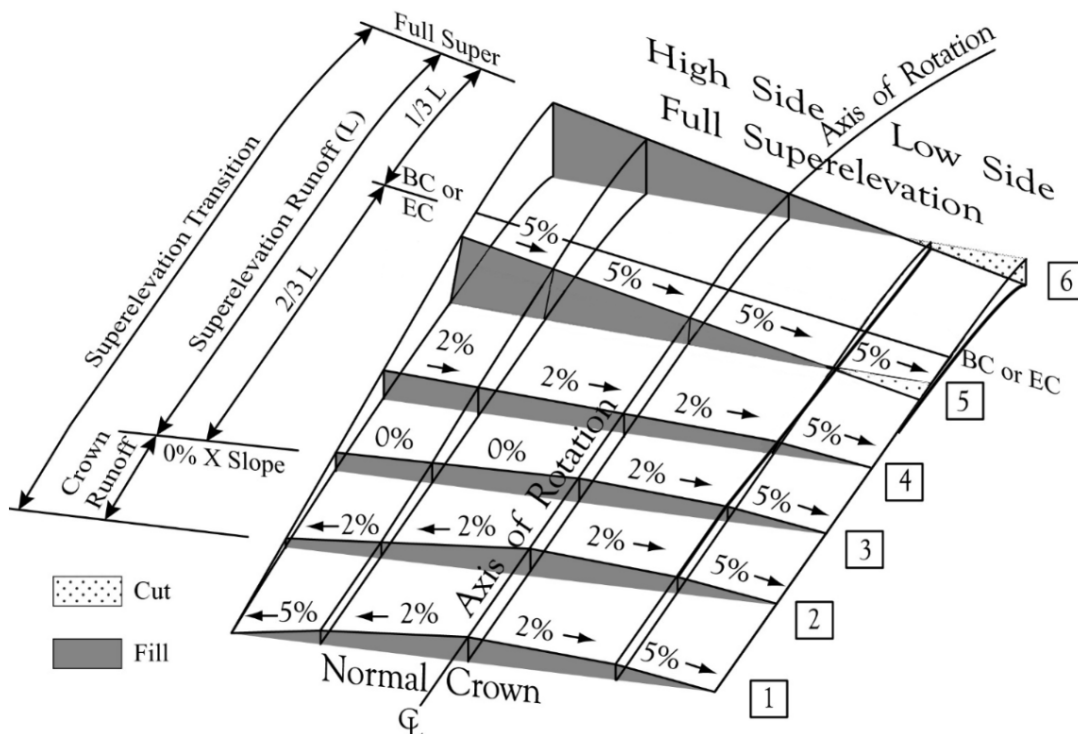 Full Super
High Side
Full Superelevation
Axis of Rotation
Low Side
1/3 L
BC or
EC
Superelevation Transition
Superelevation Runoff (L)
2/3 L
Crown
Runoff
0% X Slope
5%
5%
5%
5%
BC or EC
6
5
2%
2%
2%
5%
4
0%
0%
2%
5%
3
2%
2%
2%
5%
2
5%
2%
2%
5%
1
Axis of Rotation
Normal Crown
CL
Cut
Fill